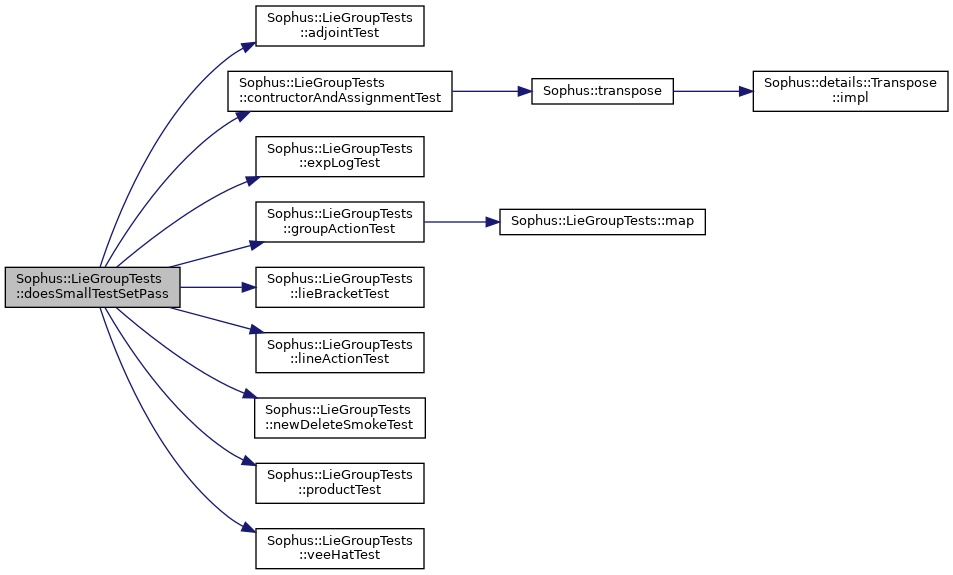 Sophus::LieGroupTests
::doesSmallTestSetPass
Sophus::LieGroupTests
::adjointTest
Sophus::LieGroupTests
::contructorAndAssignmentTest
Sophus::transpose
Sophus::details::Transpose
::impl
Sophus::LieGroupTests
::expLogTest
Sophus::LieGroupTests
::groupActionTest
Sophus::LieGroupTests::map
Sophus::LieGroupTests
::lieBracketTest
Sophus::LieGroupTests
::lineActionTest
Sophus::LieGroupTests
::newDeleteSmokeTest
Sophus::LieGroupTests
::productTest
Sophus::LieGroupTests
::veeHatTest